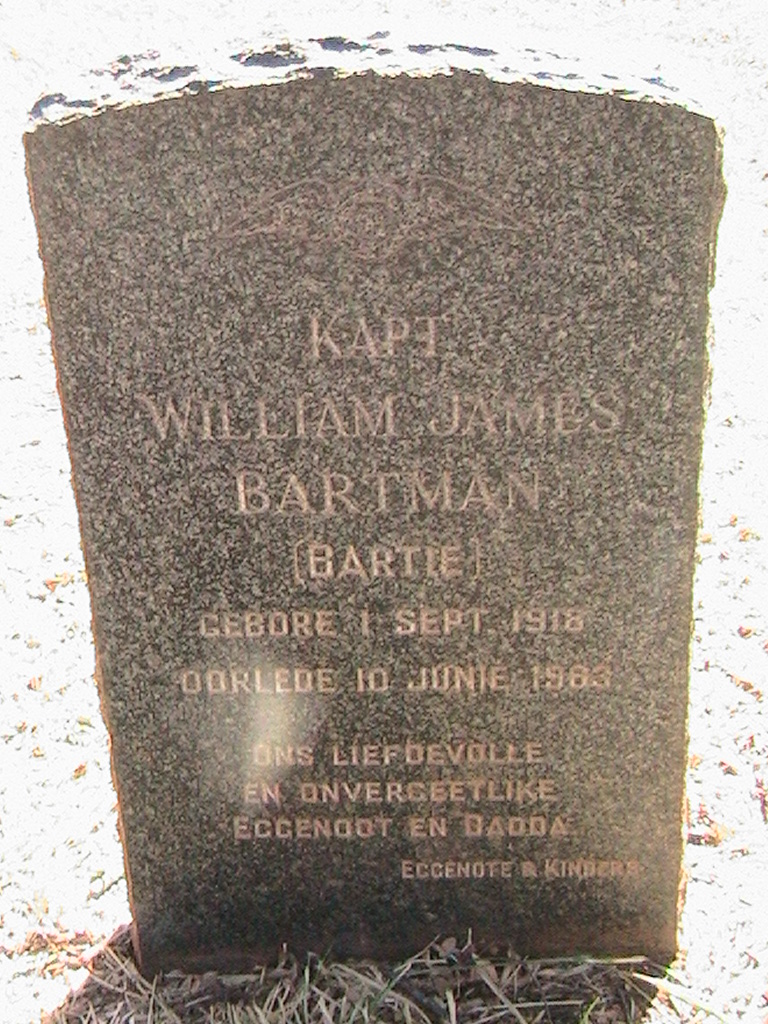 KAPT
WILLIAM JAMES
BARTMAN
(BARTIE)
GEBORE 1 SEPT. 1918
OORLEDE 10 JUNIE
ONS LIEFDEVOLLE
EN ONVERGEETLIKE
EGGENOOT EN DADDA.
EGGENOTE & KINDERS